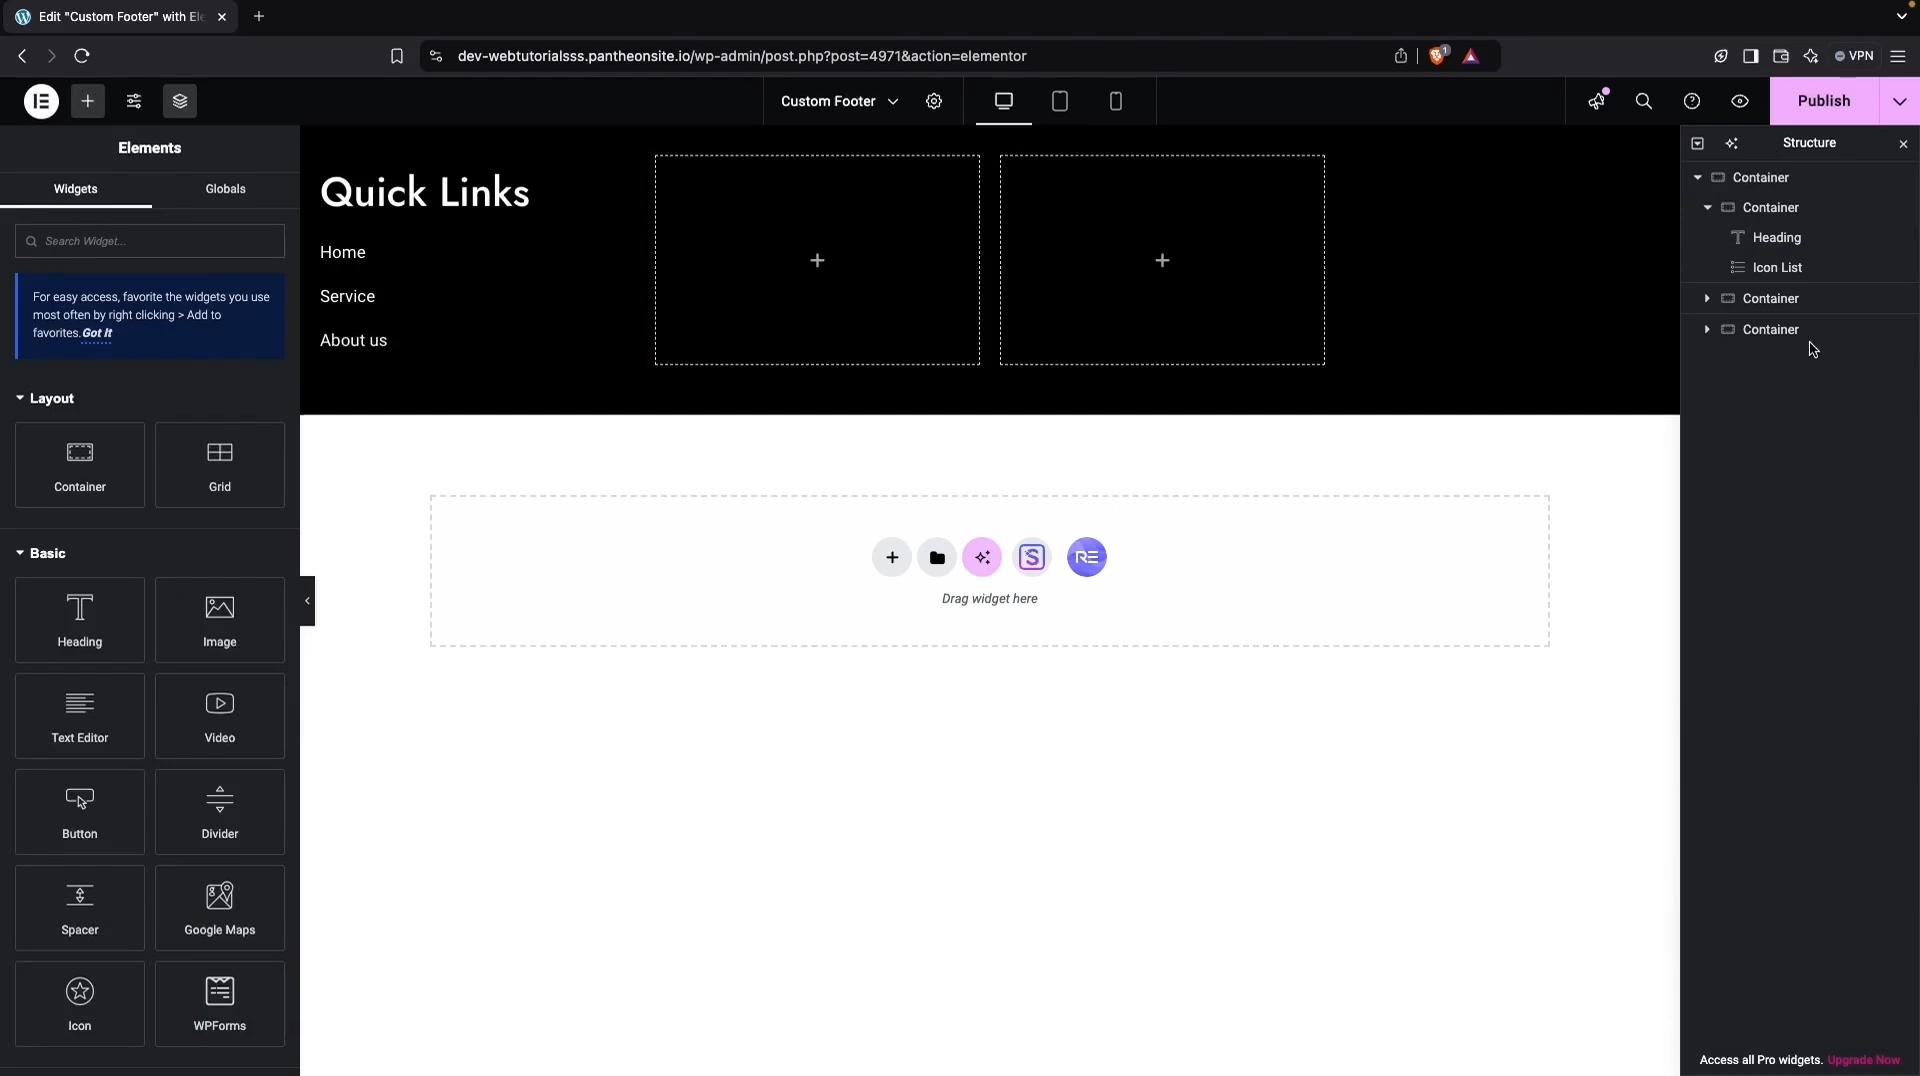 Edit "Custom Footer" with Ele
dev-webtutorialsss.pantheonsite.io/wp-admin/post.php?post=4971&action=elementor
1
VPN
Custom Footer
Publish
Elements
Widgets
Globals
Search Widget...
For easy access, favorite the widgets you use
most often by right clicking > Add to
favorites. Got It
Layout
Container
Grid
Basic
Heading
Image
Text Editor
Video
Button
Divider
Spacer
Google Maps
Icon
WPForms
Quick Links
Home
Service
About us
Drag widget here
Structure
Container
Container
Heading
Icon List
Container
Container
Access all Pro widgets. Upgrade Now